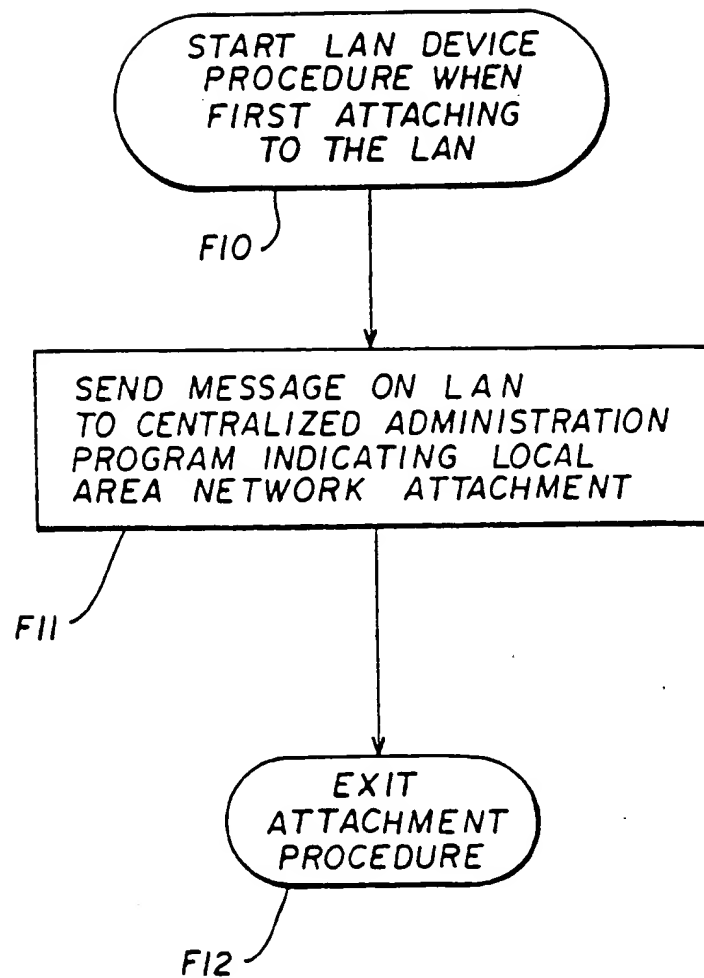 START LAN DEVICE
PROCEDURE WHEN
FIRST ATTACHING
TO THE LAN
F10
SEND MESSAGE ON LAN
TO CENTRALIZED ADMINISTRATION
PROGRAM INDICATING LOCAL
AREA NETWORK ATTACHMENT
F11
EXIT
ATTACHMENT
PROCEDURE
F12